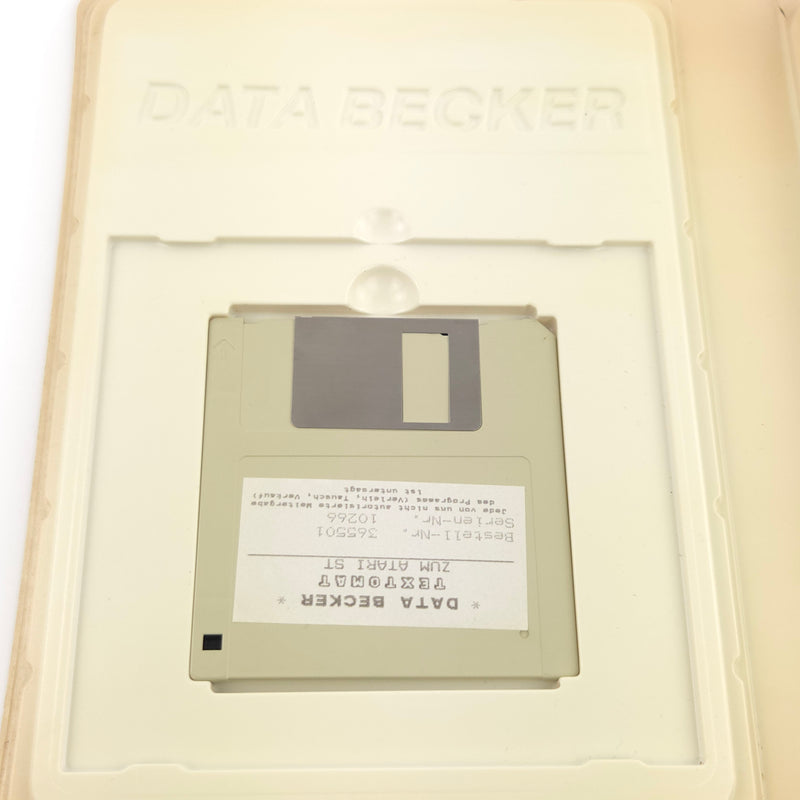 DATA BECKER
* DATA BECKER *
TEXTOMAT
ZUM ATARI ST
Bestell-Nr. 365501
Serien-Nr. 10266
Jede von uns nicht autorisierte Weitergabe
des Programms (Verleih, Tausch, Verkauf)
ist untersagt